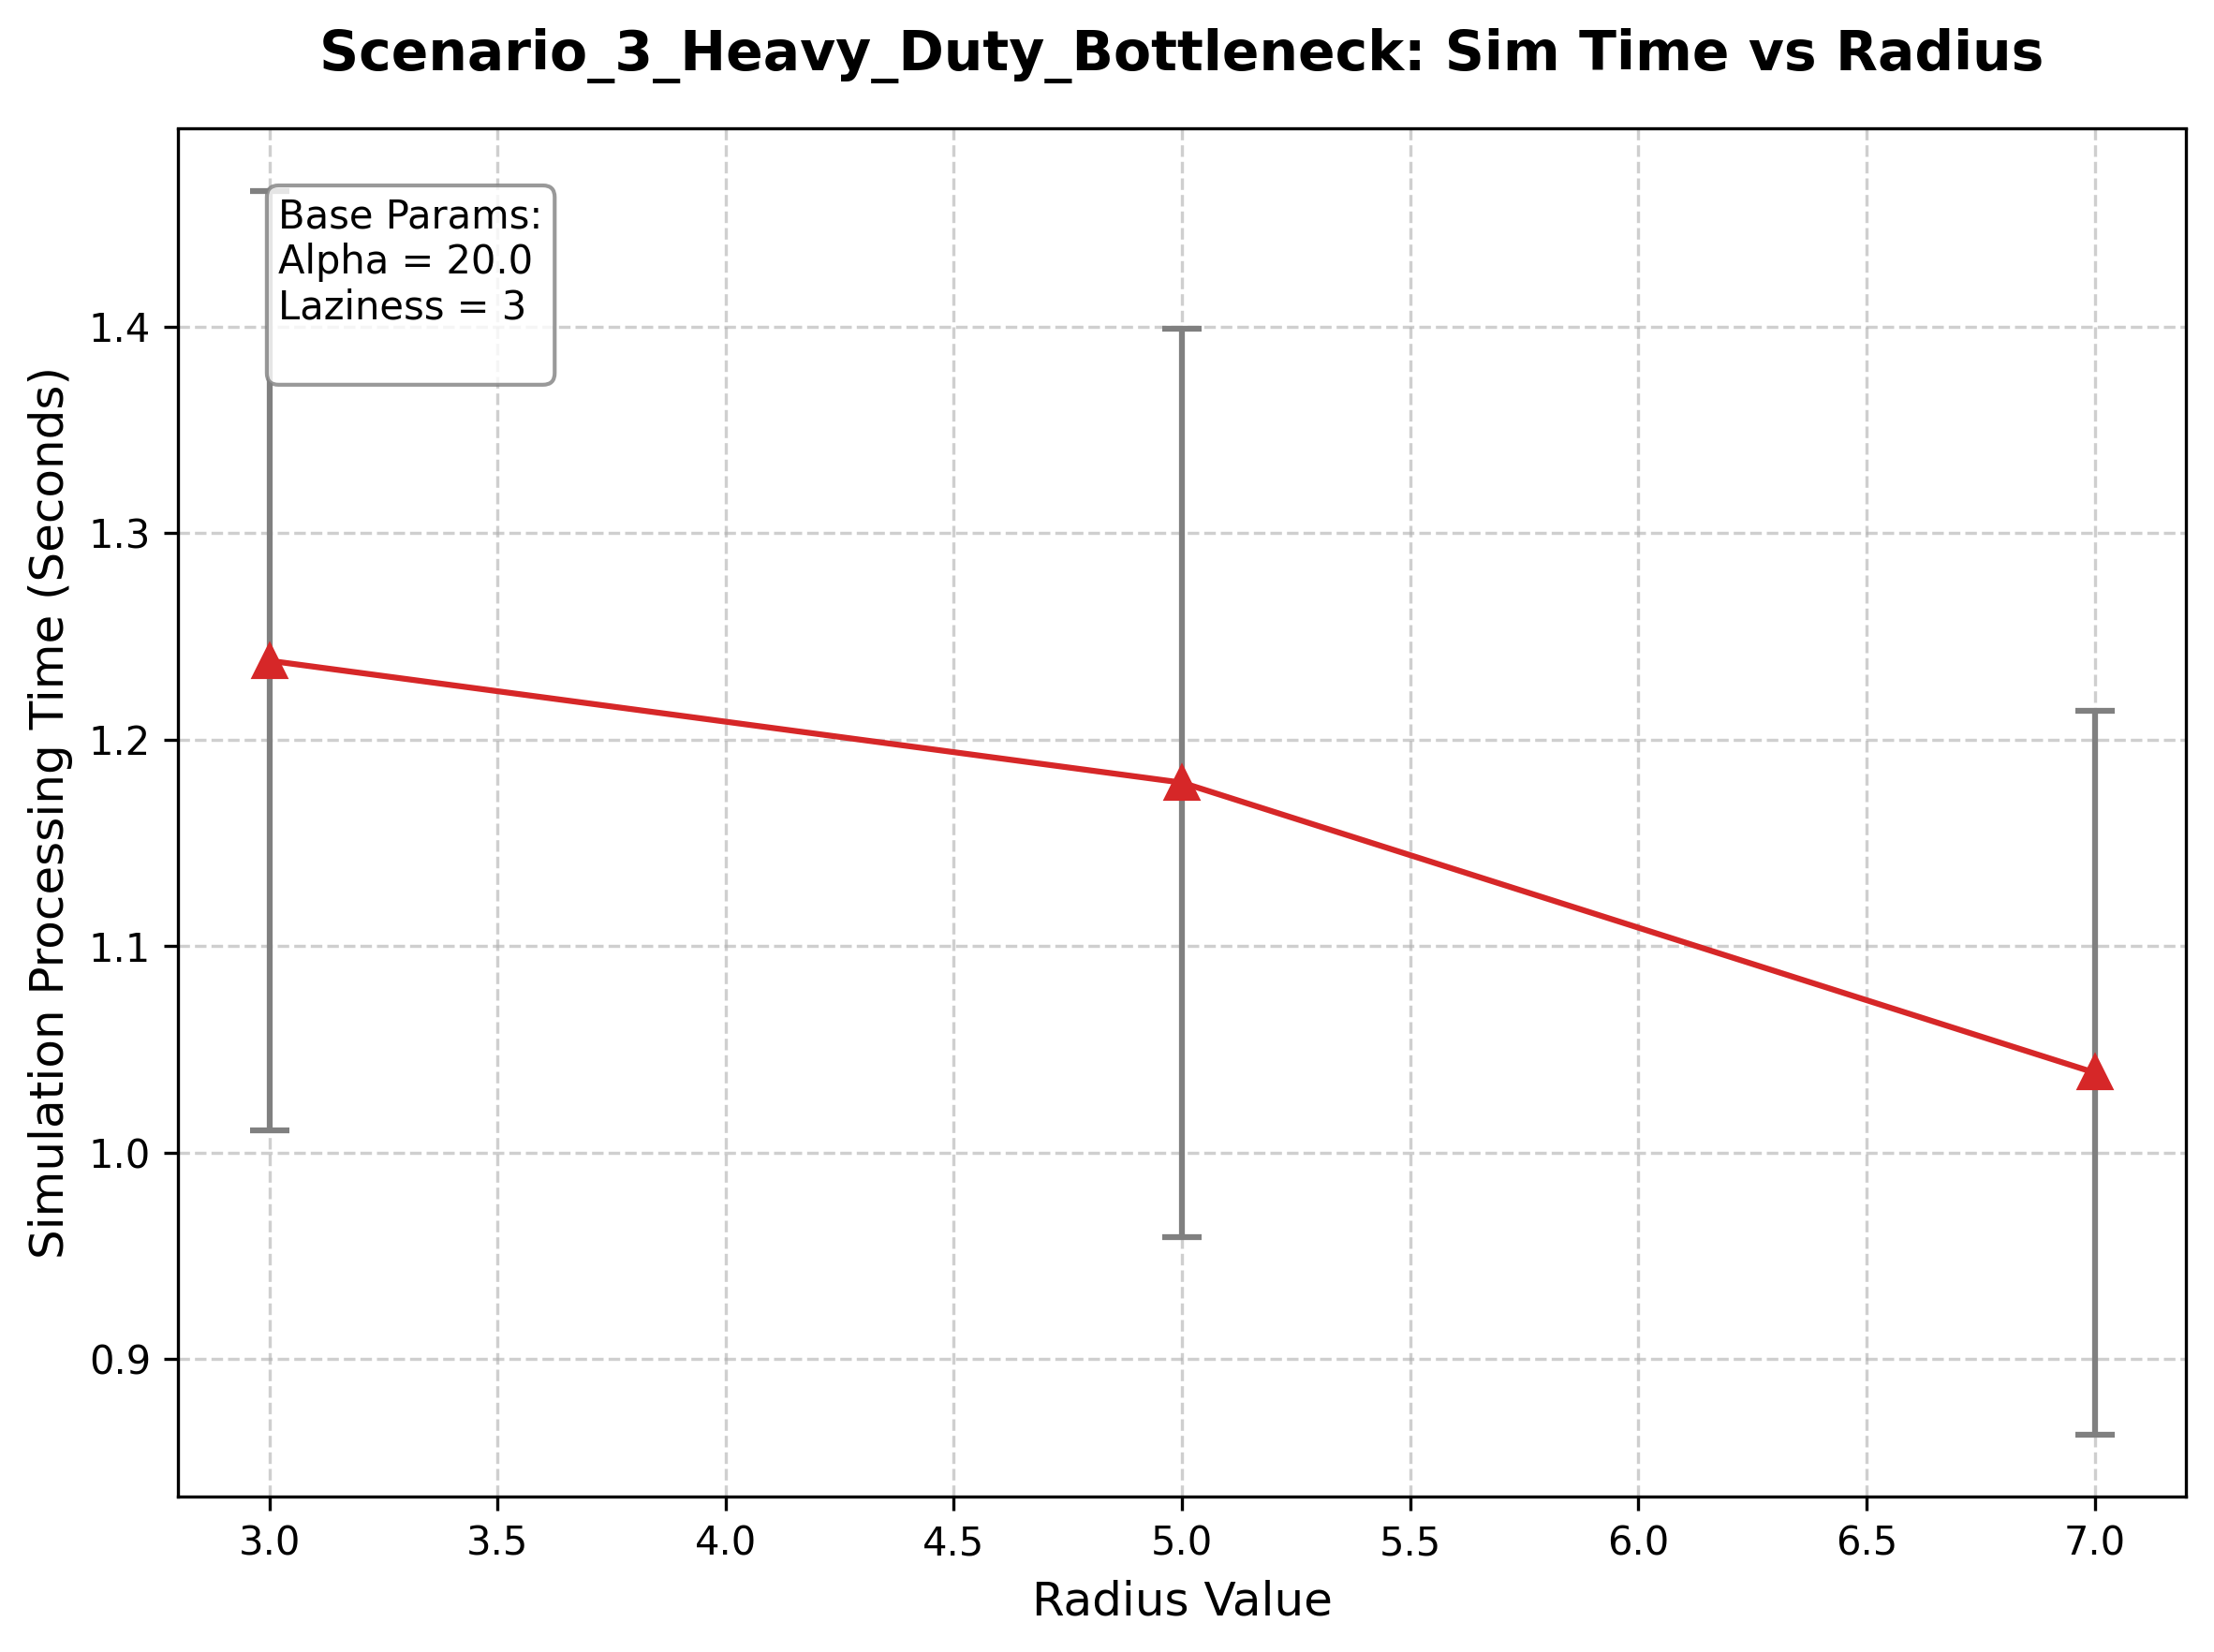 Scenario_3_Heavy_Duty_Bottleneck: Sim Time vs Radius
Base Params:
Alpha = 20.0
Laziness = 3
Simulation Processing Time (Seconds)
1.4
1.3
1.2
1.1
1.0
0.9
3.0 3.5 4.0 4.5 5.0 5.5 6.0 6.5 7.0
Radius Value